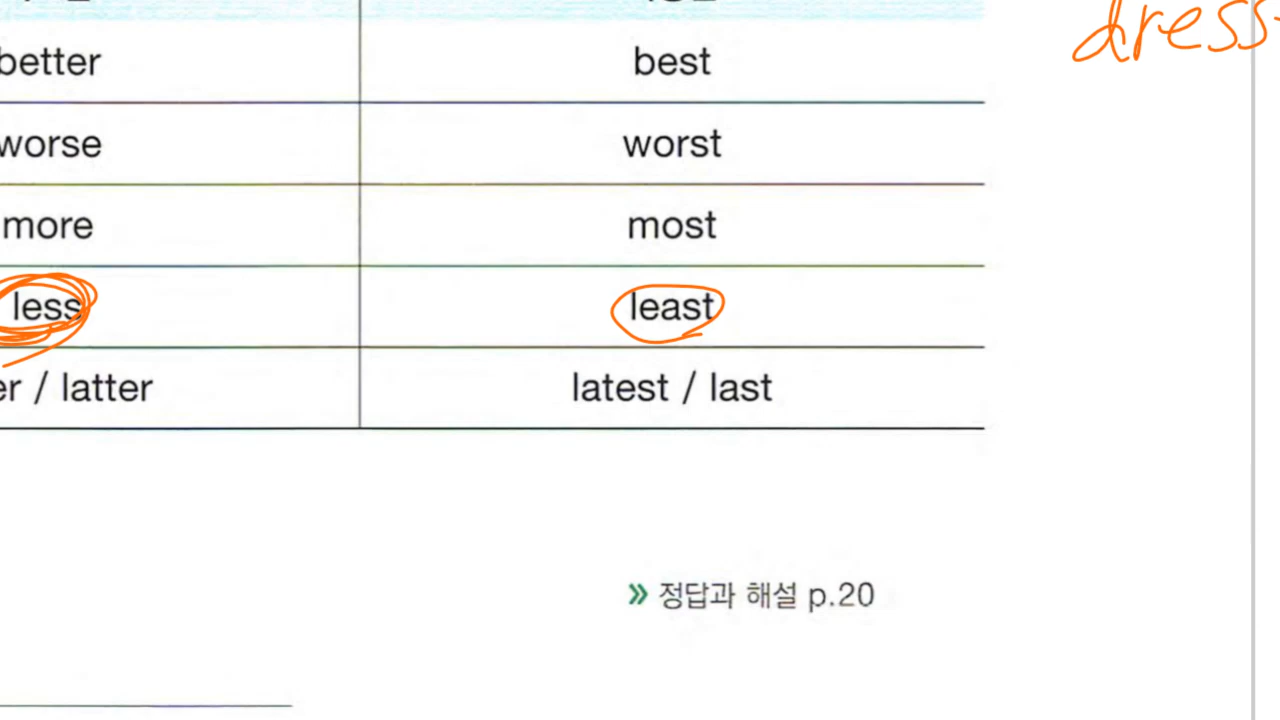 dress
better best
worse worst
more most
less least
er / latter latest / last
» 정답과 해설 p.20